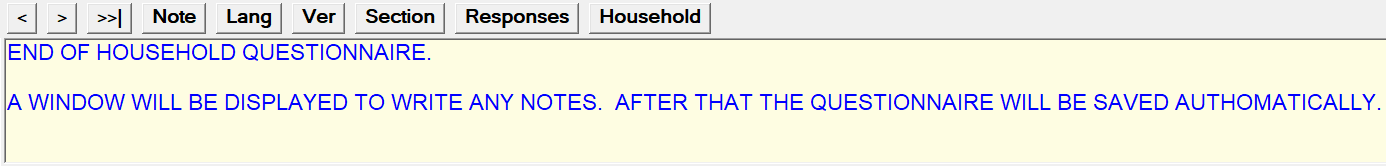 < > >>| Note Lang Ver Section Responses Household
END OF HOUSEHOLD QUESTIONNAIRE.
A WINDOW WILL BE DISPLAYED TO WRITE ANY NOTES.  AFTER THAT THE QUESTIONNAIRE WILL BE SAVED AUTHOMATICALLY.